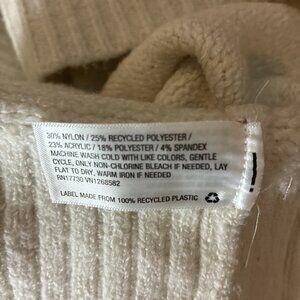 30% NYLON / 25% RECYCLED POLYESTER /
23% ACRYLIC / 18% POLYESTER / 4% SPANDEX
MACHINE WASH COLD WITH LIKE COLORS, GENTLE
CYCLE, ONLY NON-CHLORINE BLEACH IF NEEDED, LAY
FLAT TO DRY, WARM IRON IF NEEDED.
RN17730 VN1268562
LABEL MADE FROM 100% RECYCLED PLASTIC